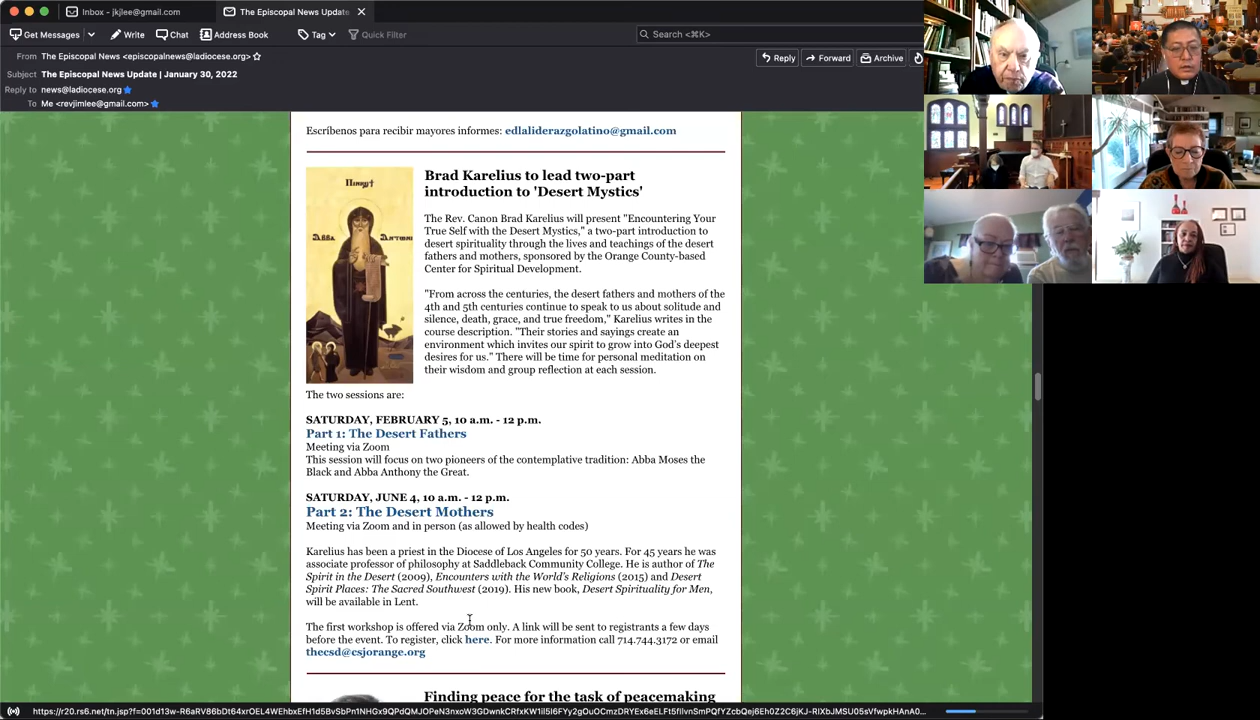 Inbox - jkjlee@gmail.com
The Episcopal News Update
Get Messages
Write
Chat
Address Book
Tag
Quick Filter
Search <⌘K>
From The Episcopal News <episcopalnews@ladiocese.org>
Reply
Forward
Archive
Subject The Episcopal News Update | January 30, 2022
Reply to news@ladiocese.org
To Me <revjimlee@gmail.com>
Escríbenos para recibir mayores informes: edlaliderazgolatino@gmail.com
Brad Karelius to lead two-part
introduction to 'Desert Mystics'
The Rev. Canon Brad Karelius will present "Encountering Your
True Self with the Desert Mystics," a two-part introduction to
desert spirituality through the lives and teachings of the desert
fathers and mothers, sponsored by the Orange County-based
Center for Spiritual Development.
"From across the centuries, the desert fathers and mothers of the
4th and 5th centuries continue to speak to us about solitude and
silence, death, grace, and true freedom," Karelius writes in the
course description. "Their stories and sayings create an
environment which invites our spirit to grow into God's deepest
desires for us." There will be time for personal meditation on
their wisdom and group reflection at each session.
The two sessions are:
SATURDAY, FEBRUARY 5, 10 a.m. - 12 p.m.
Part 1: The Desert Fathers
Meeting via Zoom
This session will focus on two pioneers of the contemplative tradition: Abba Moses the
Black and Abba Anthony the Great.
SATURDAY, JUNE 4, 10 a.m. - 12 p.m.
Part 2: The Desert Mothers
Meeting via Zoom and in person (as allowed by health codes)
Karelius has been a priest in the Diocese of Los Angeles for 50 years. For 45 years he was
associate professor of philosophy at Saddleback Community College. He is author of The
Spirit in the Desert (2009), Encounters with the World's Religions (2015) and Desert
Spirit Places: The Sacred Southwest (2019). His new book, Desert Spirituality for Men,
will be available in Lent.
The first workshop is offered via Zoom only. A link will be sent to registrants a few days
before the event. To register, click here. For more information call 714.744.3172 or email
thecsd@csjorange.org
Finding peace for the task of peacemaking